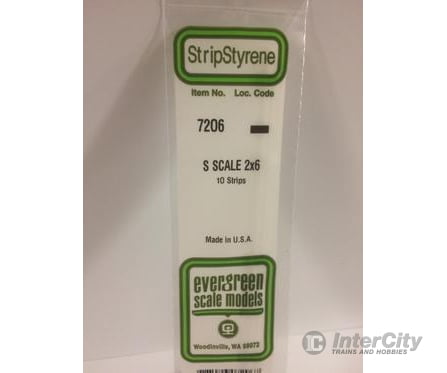 StripStyrene
Item No. Loc. Code
7206
S SCALE 2x6
10 Strips
Made in U.S.A.
evergreen
scale models
Woodinville, WA 98072
IC InterCity
TRAINS AND HOBBIES